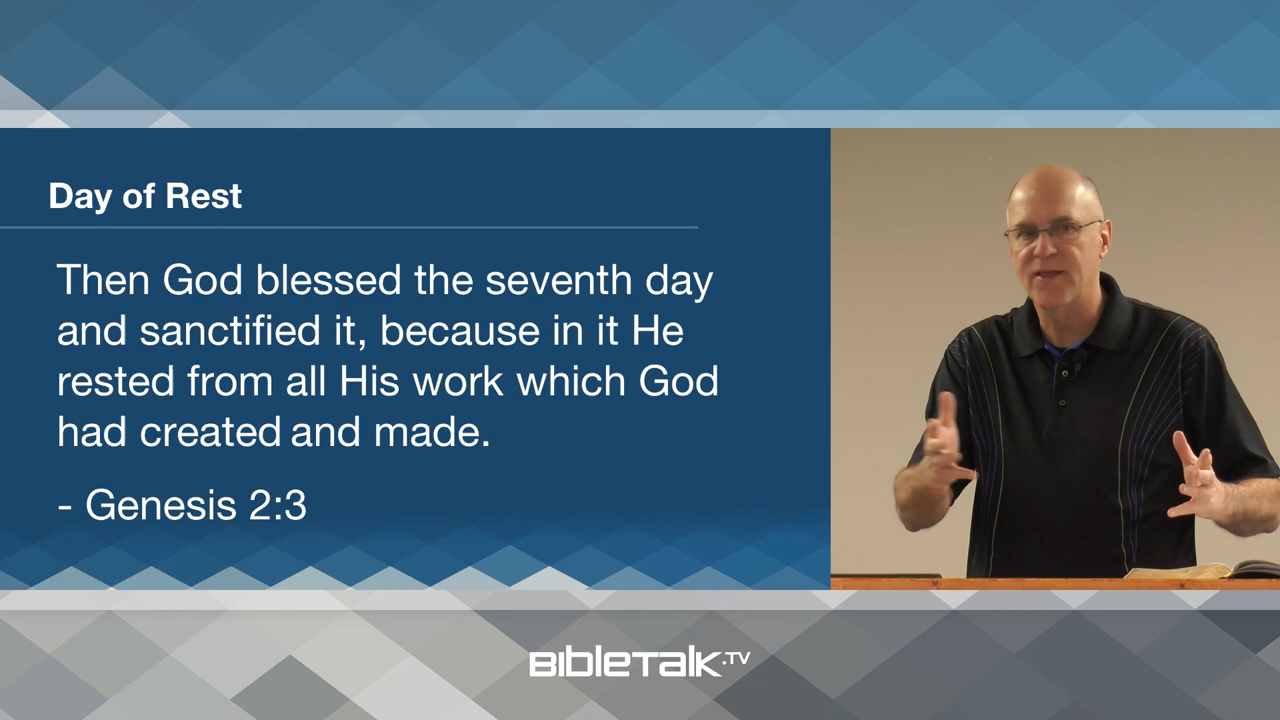 Day of Rest
Then God blessed the seventh day
and sanctified it, because in it He
rested from all His work which God
had created and made.
- Genesis 2:3
BIBLETALK.TV